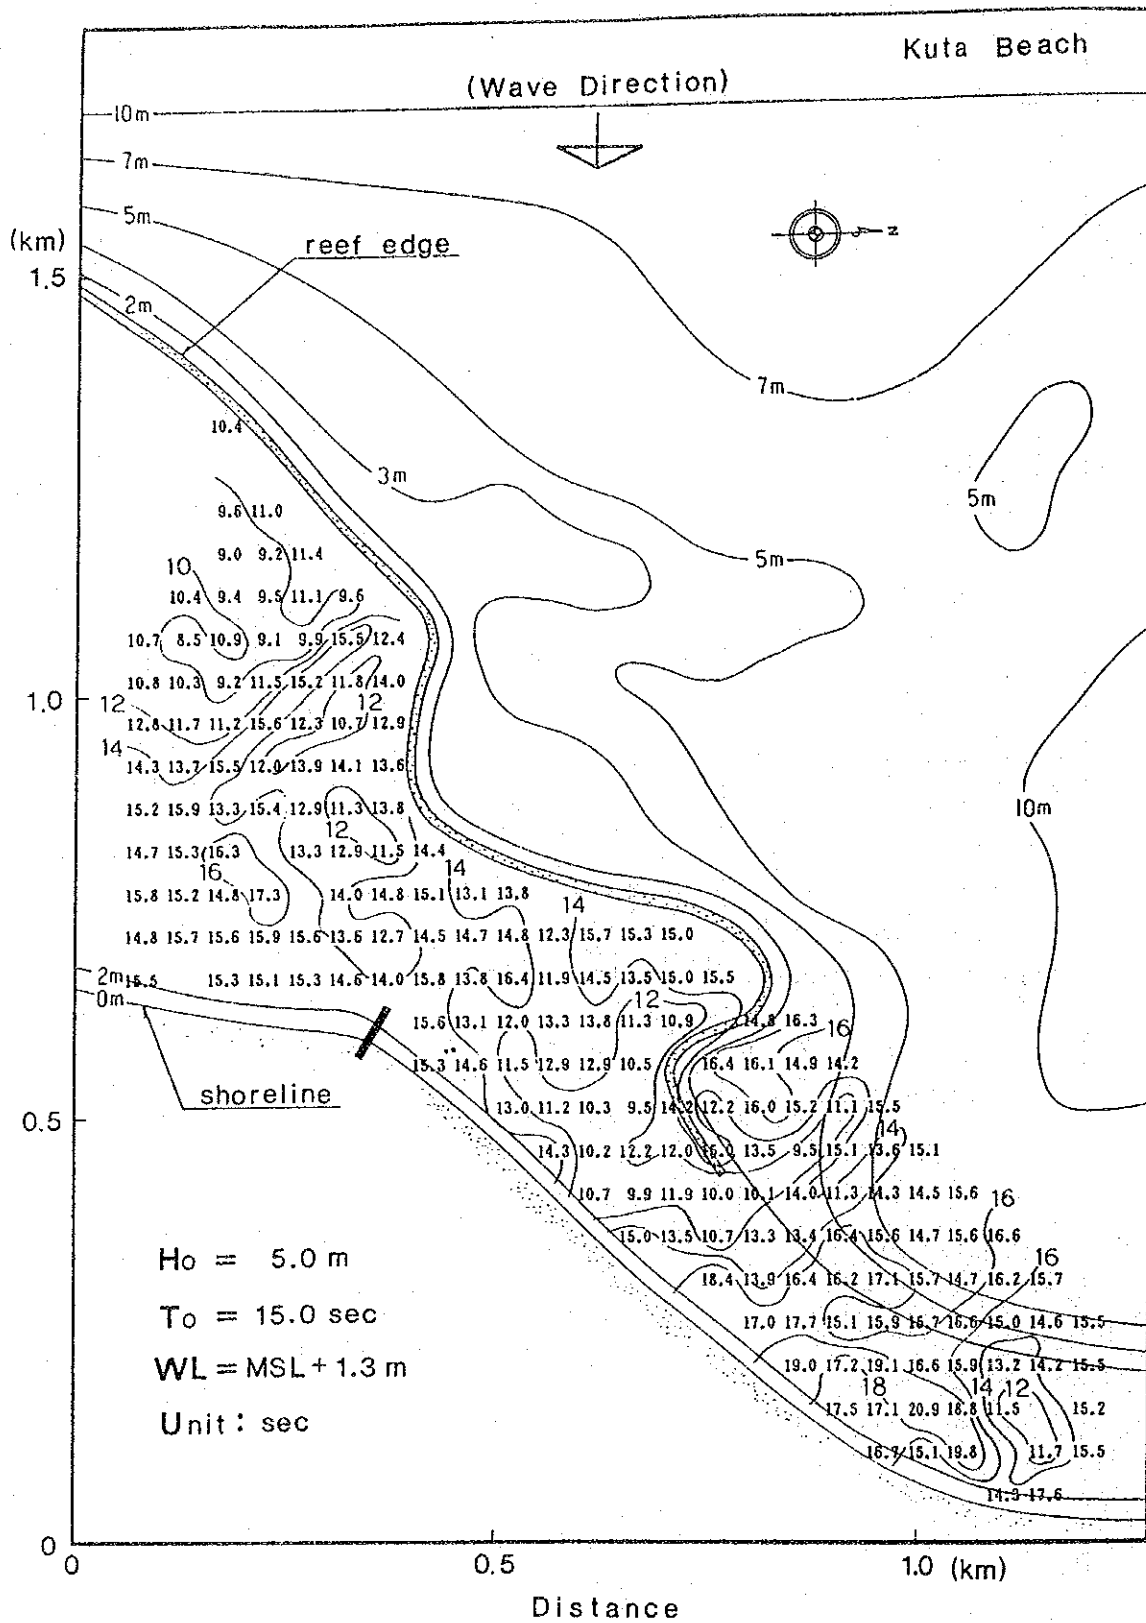 Kuta Beach
(Wave Direction)
10m
7m
5m
(km)
reef edge
N
1.5
2m
7m
10.4
3m
5m
9.6 11.0
9.0 9.2 11.4
5m
10
10.4 9.4 9.5 11.1 9.6
10.7 8.5 10.9 9.1 9.9 15.5 12.4
10.8 10.3 9.2 11.5 15.2 11.8 14.0
1.0 12 12
12.8 11.7 11.2 15.6 12.3 10.7 12.9
14
14.3 13.7 15.5 12.0 13.9 14.1 13.6
15.2 15.9 13.3 15.4 12.9 11.3 13.8
10m
12
14.7 15.3 16.3 13.3 12.9 11.5 14.4
16 14
15.8 15.2 14.8 17.3 14.0 14.8 15.1 13.1 13.8
14
14.8 15.7 15.6 15.9 15.6 13.6 12.7 14.5 14.7 14.8 12.3 15.7 15.3 15.0
2m 15.5 15.3 15.1 15.3 14.6 14.0 15.8 13.8 16.4 11.9 14.5 13.5 15.0 15.5
0m 12
15.6 13.1 12.0 13.3 13.8 11.3 10.9 14.8 16.3
16
15.3 14.6 11.5 12.9 12.9 10.5 16.4 16.1 14.9 14.2
shoreline
0.5 13.0 11.2 10.3 9.5 14.2 12.2 16.0 15.2 11.1 15.5
14
14.3 10.2 12.2 12.0 15.0 13.5 9.5 15.1 13.6 15.1
10.7 9.9 11.9 10.0 10.1 14.0 11.3 14.3 14.5 15.6
16
15.0 13.5 10.7 13.3 13.4 16.4 15.6 14.7 15.6 16.6
Ho = 5.0 m
16
18.4 13.9 16.4 16.2 17.1 15.7 14.7 16.2 15.7
To = 15.0 sec
17.0 17.7 15.1 15.9 16.7 16.6 15.0 14.6 15.5
WL = MSL + 1.3 m
19.0 17.2 19.1 16.6 15.9 13.2 14.2 15.5
18 14 12
Unit : sec
17.5 17.1 20.9 18.8 11.5 15.2
16.7 15.1 19.8 11.7 15.5
14.3 17.6
0
0 0.5 1.0 (km)
Distance